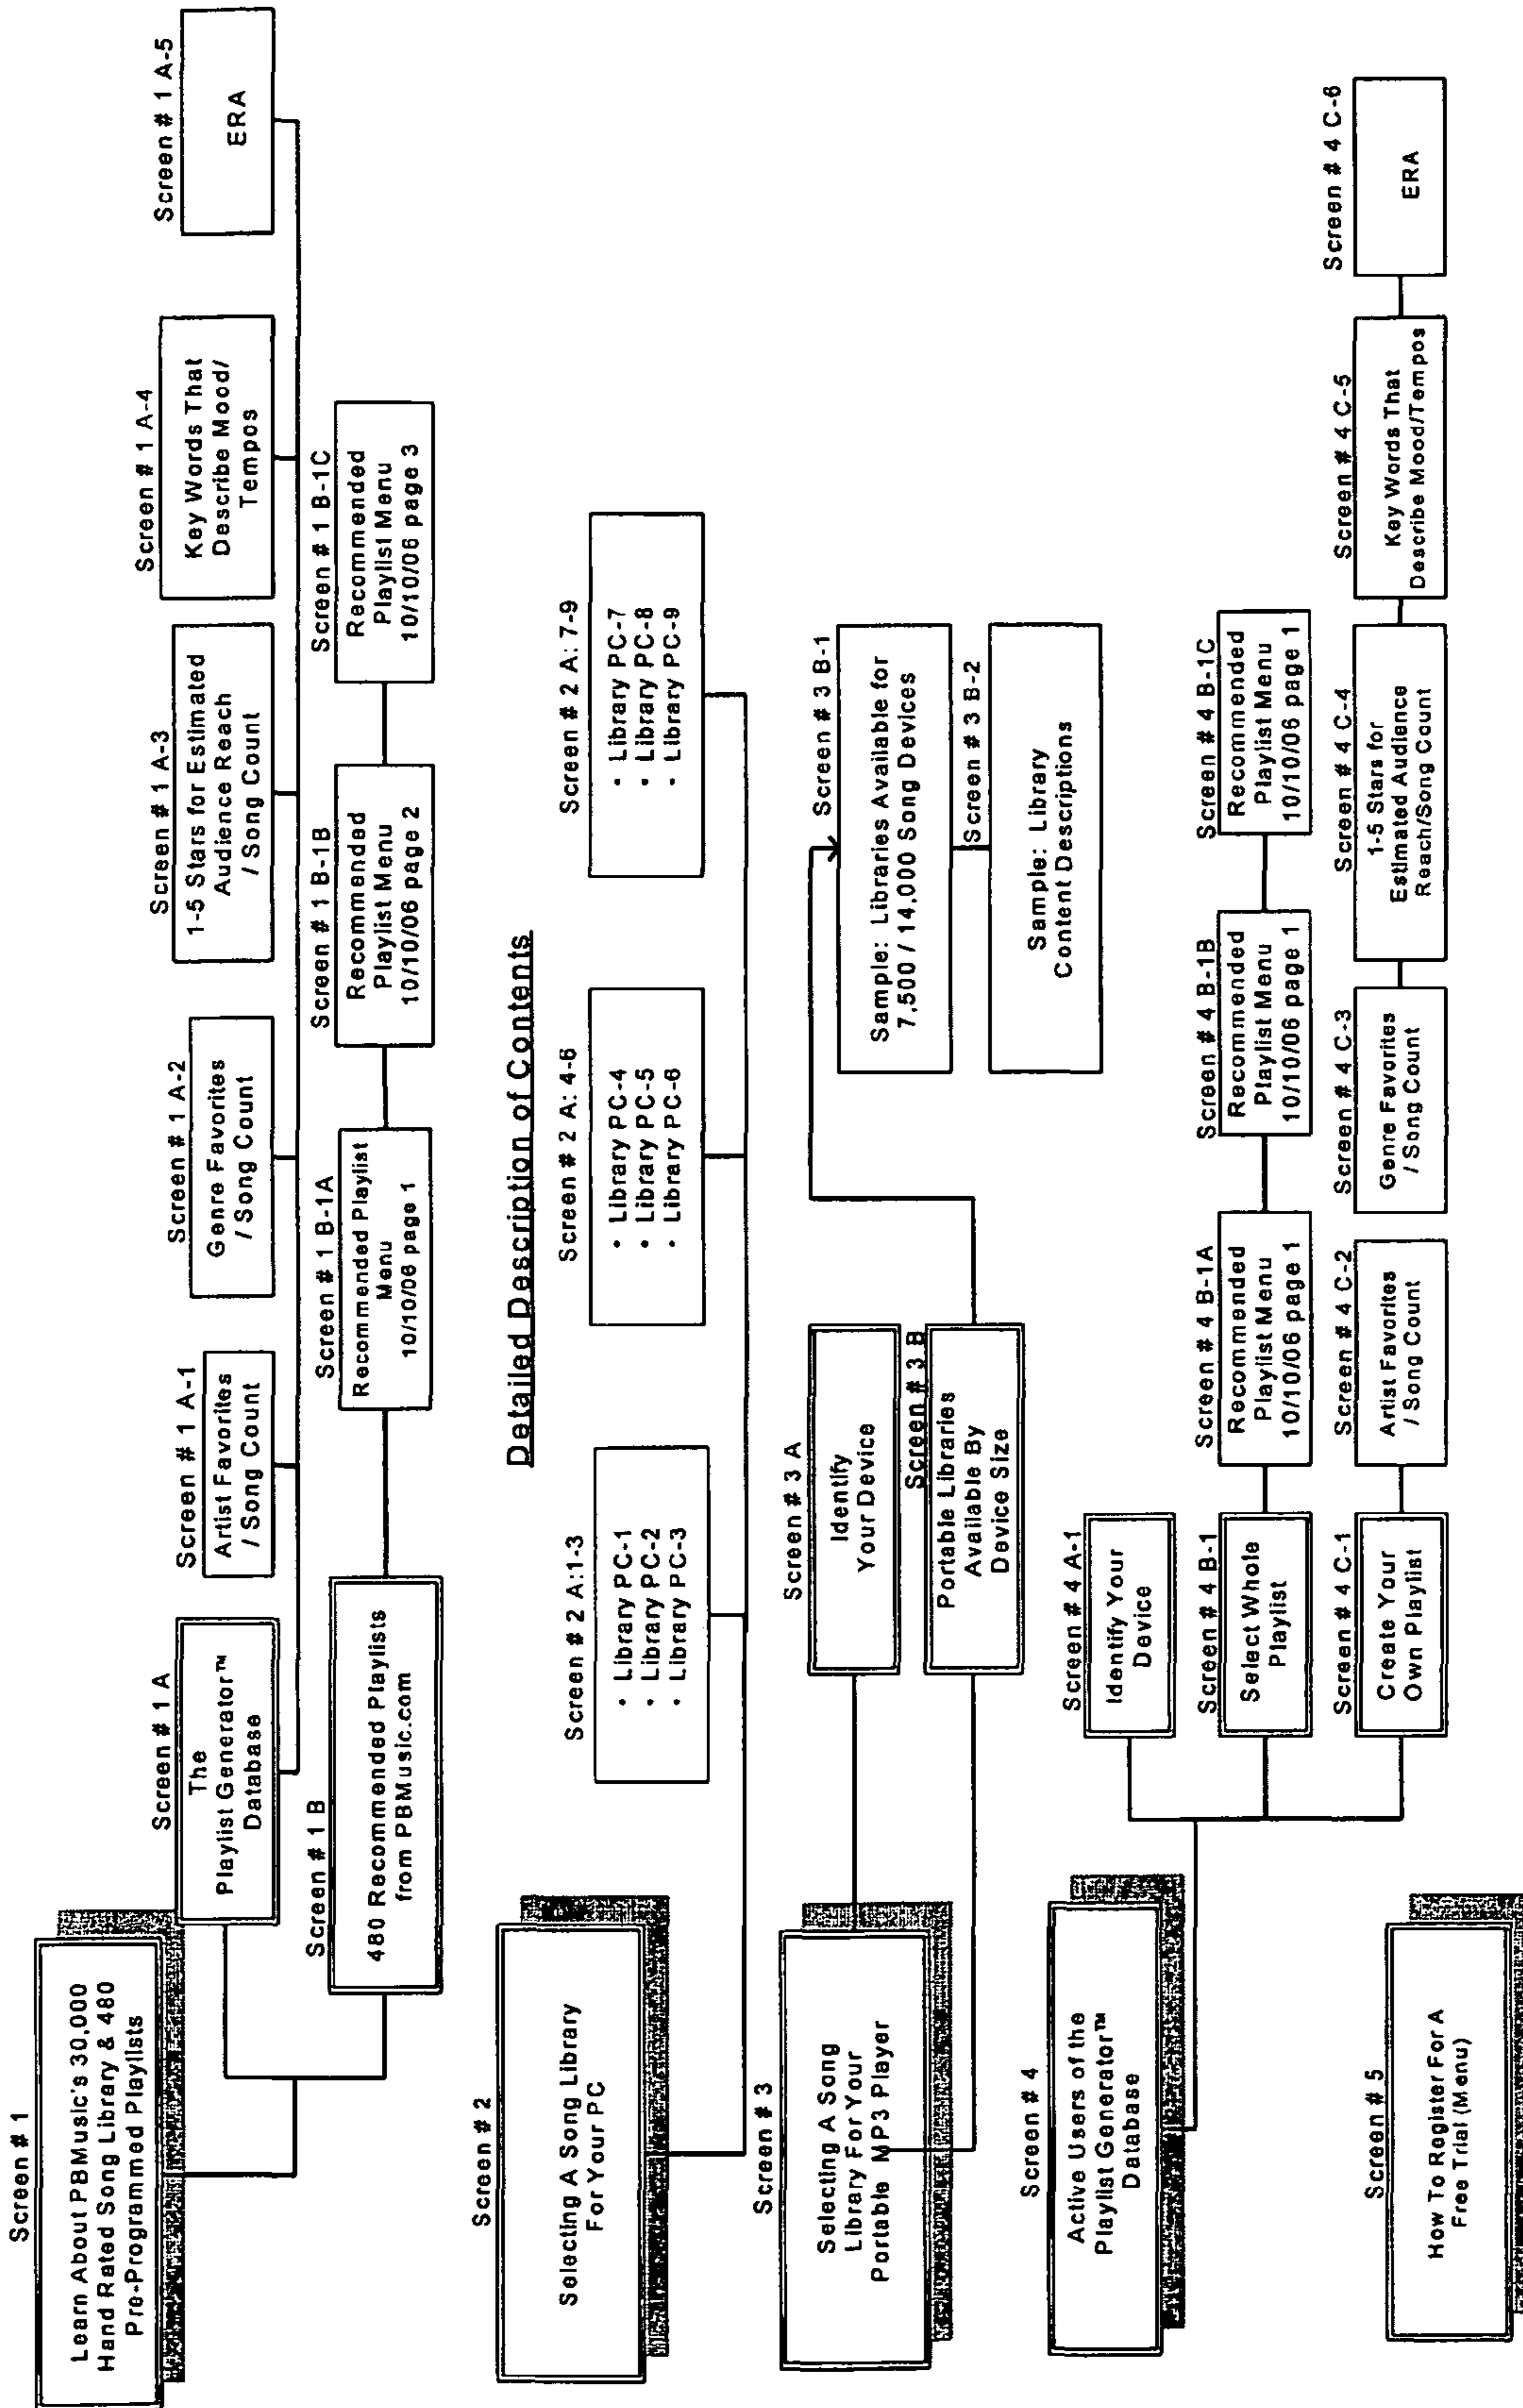 Screen # 1
Learn About PBMusic's 30,000
Hand Rated Song Library & 480
Pre-Programmed Playlists
Screen # 1 A
The
Playlist Generator™
Database
Screen # 1 A-1
Artist Favorites
/ Song Count
Screen # 1 A-2
Genre Favorites
/ Song Count
Screen # 1 A-3
1-5 Stars for Estimated
Audience Reach
/ Song Count
Screen # 1 A-4
Key Words That
Describe Mood/
Tempos
Screen # 1 A-5
ERA
Screen # 1 B
480 Recommended Playlists
from PBMusic.com
Screen # 1 B-1A
Recommended Playlist
Menu
10/10/06 page 1
Screen # 1 B-1B
Recommended
Playlist Menu
10/10/06 page 2
Screen # 1 B-1C
Recommended
Playlist Menu
10/10/06 page 3
Detailed Description of Contents
Screen # 2
Selecting A Song Library
For Your PC
Screen # 2 A:1-3
• Library PC-1
• Library PC-2
• Library PC-3
Screen # 2 A: 4-6
• Library PC-4
• Library PC-5
• Library PC-6
Screen # 2 A: 7-9
• Library PC-7
• Library PC-8
• Library PC-9
Screen # 3
Selecting A Song
Library For Your
Portable MP3 Player
Screen # 3 A
Identify
Your Device
Screen # 3 B
Portable Libraries
Available By
Device Size
Screen # 3 B-1
Sample: Libraries Available for
7,500 / 14,000 Song Devices
Screen # 3 B-2
Sample: Library
Content Descriptions
Screen # 4
Active Users of the
Playlist Generator™
Database
Screen # 4 A-1
Identify Your
Device
Screen # 4 B-1
Select Whole
Playlist
Screen # 4 B-1A
Recommended
Playlist Menu
10/10/06 page 1
Screen # 4 B-1B
Recommended
Playlist Menu
10/10/06 page 1
Screen # 4 B-1C
Recommended
Playlist Menu
10/10/06 page 1
Screen # 4 C-1
Create Your
Own Playlist
Screen # 4 C-2
Artist Favorites
/ Song Count
Screen # 4 C-3
Genre Favorites
/ Song Count
Screen # 4 C-4
1-5 Stars for
Estimated Audience
Reach/Song Count
Screen # 4 C-5
Key Words That
Describe Mood/Tempos
Screen # 4 C-6
ERA
Screen # 5
How To Register For A
Free Trial (Menu)